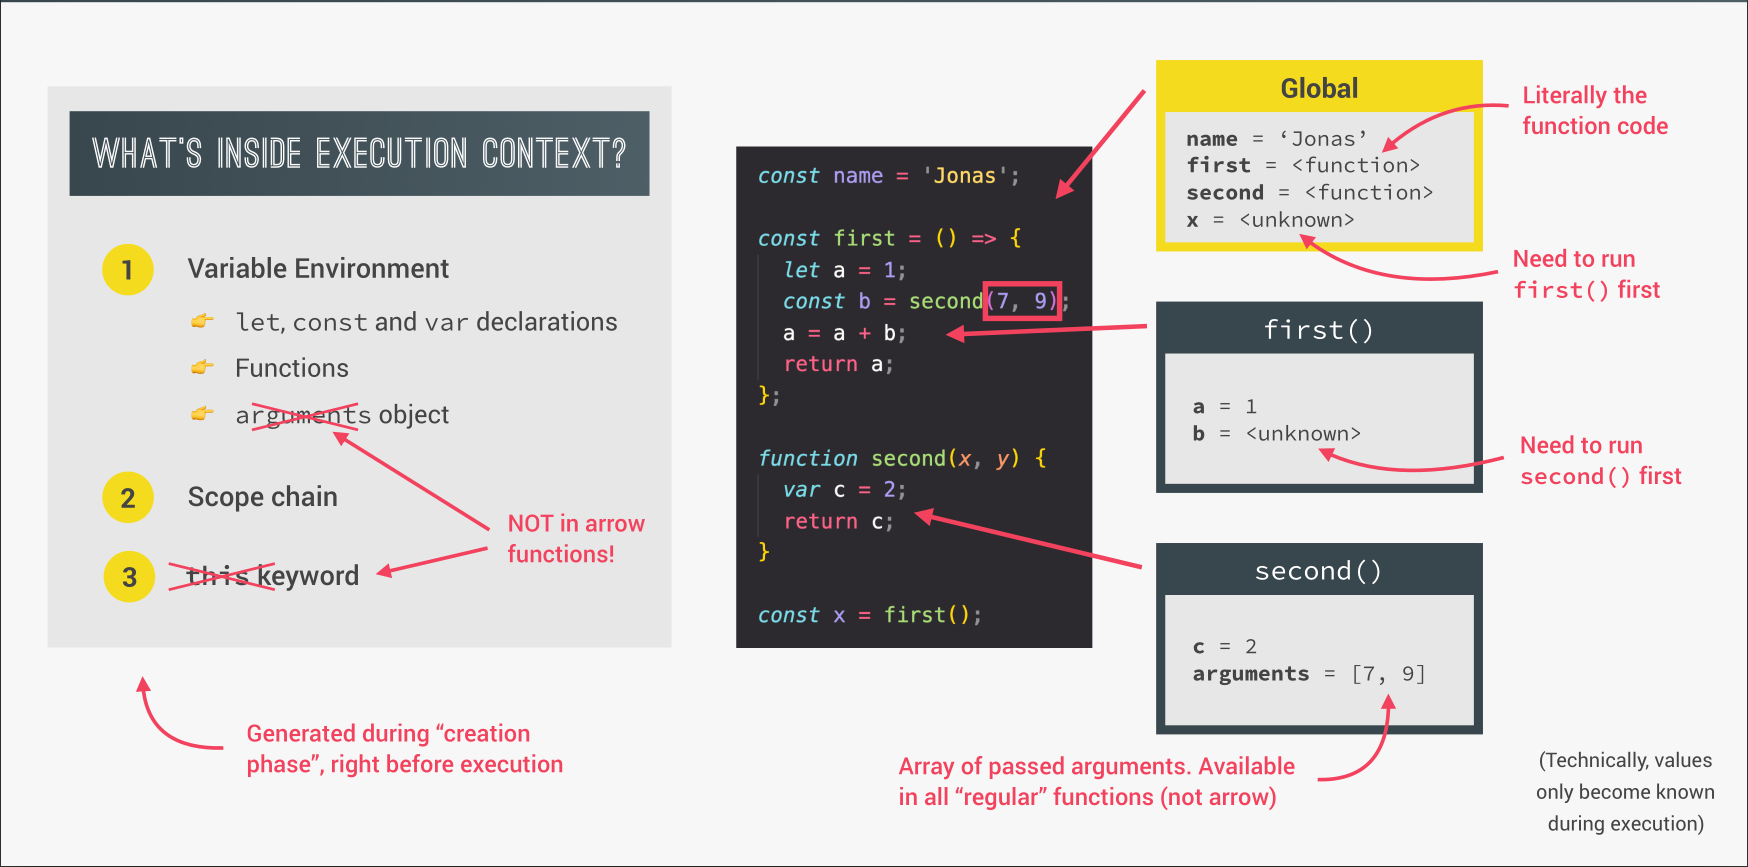 WHAT'S INSIDE EXECUTION CONTEXT?
1 Variable Environment
👉 let, const and var declarations
👉 Functions
👉 arguments object
2 Scope chain
3 this keyword
NOT in arrow
functions!
Generated during “creation
phase”, right before execution
const name = 'Jonas';
const first = () => {
let a = 1;
const b = second(7, 9);
a = a + b;
return a;
};
function second(x, y) {
var c = 2;
return c;
}
const x = first();
Global
name = ‘Jonas’
first = <function>
second = <function>
x = <unknown>
Literally the
function code
Need to run
first() first
first()
a = 1
b = <unknown>
Need to run
second() first
second()
c = 2
arguments = [7, 9]
Array of passed arguments. Available
in all “regular” functions (not arrow)
(Technically, values
only become known
during execution)